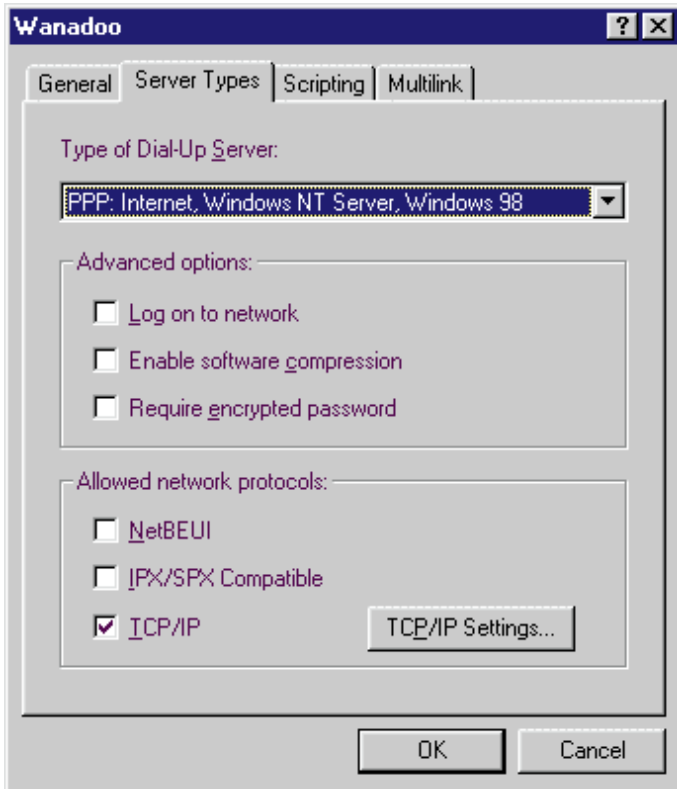 Wanadoo
General Server Types Scripting Multilink
Type of Dial-Up Server:
PPP: Internet, Windows NT Server, Windows 98
Advanced options:
Log on to network
Enable software compression
Require encrypted password
Allowed network protocols:
NetBEUI
IPX/SPX Compatible
TCP/IP TCP/IP Settings...
OK Cancel